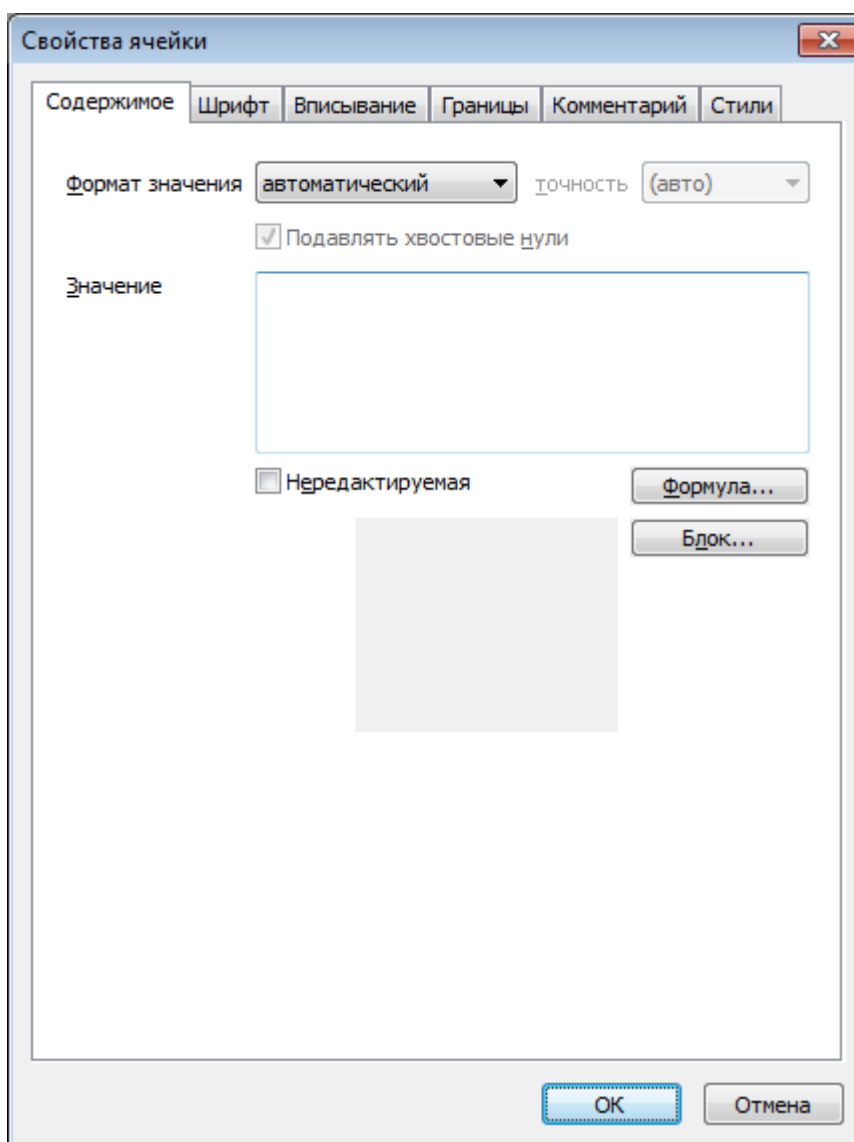 Свойства ячейки
Содержимое Шрифт Вписывание Границы Комментарий Стили
Формат значения автоматический точность (авто)
Подавлять хвостовые нули
Значение
Нередактируемая Формула...
Блок...
ОК Отмена